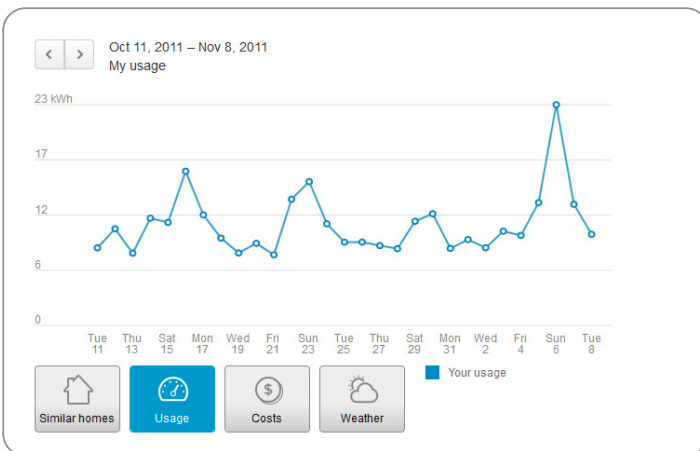 Oct 11, 2011 – Nov 8, 2011
My usage
23 kWh
17
12
6
0
Tue Thu Sat Mon Wed Fri Sun Tue Thu Sat Mon Wed Fri Sun Tue
11 13 15 17 19 21 23 25 27 29 31 2 4 6 8
Your usage
$
Similar homes Usage Costs Weather